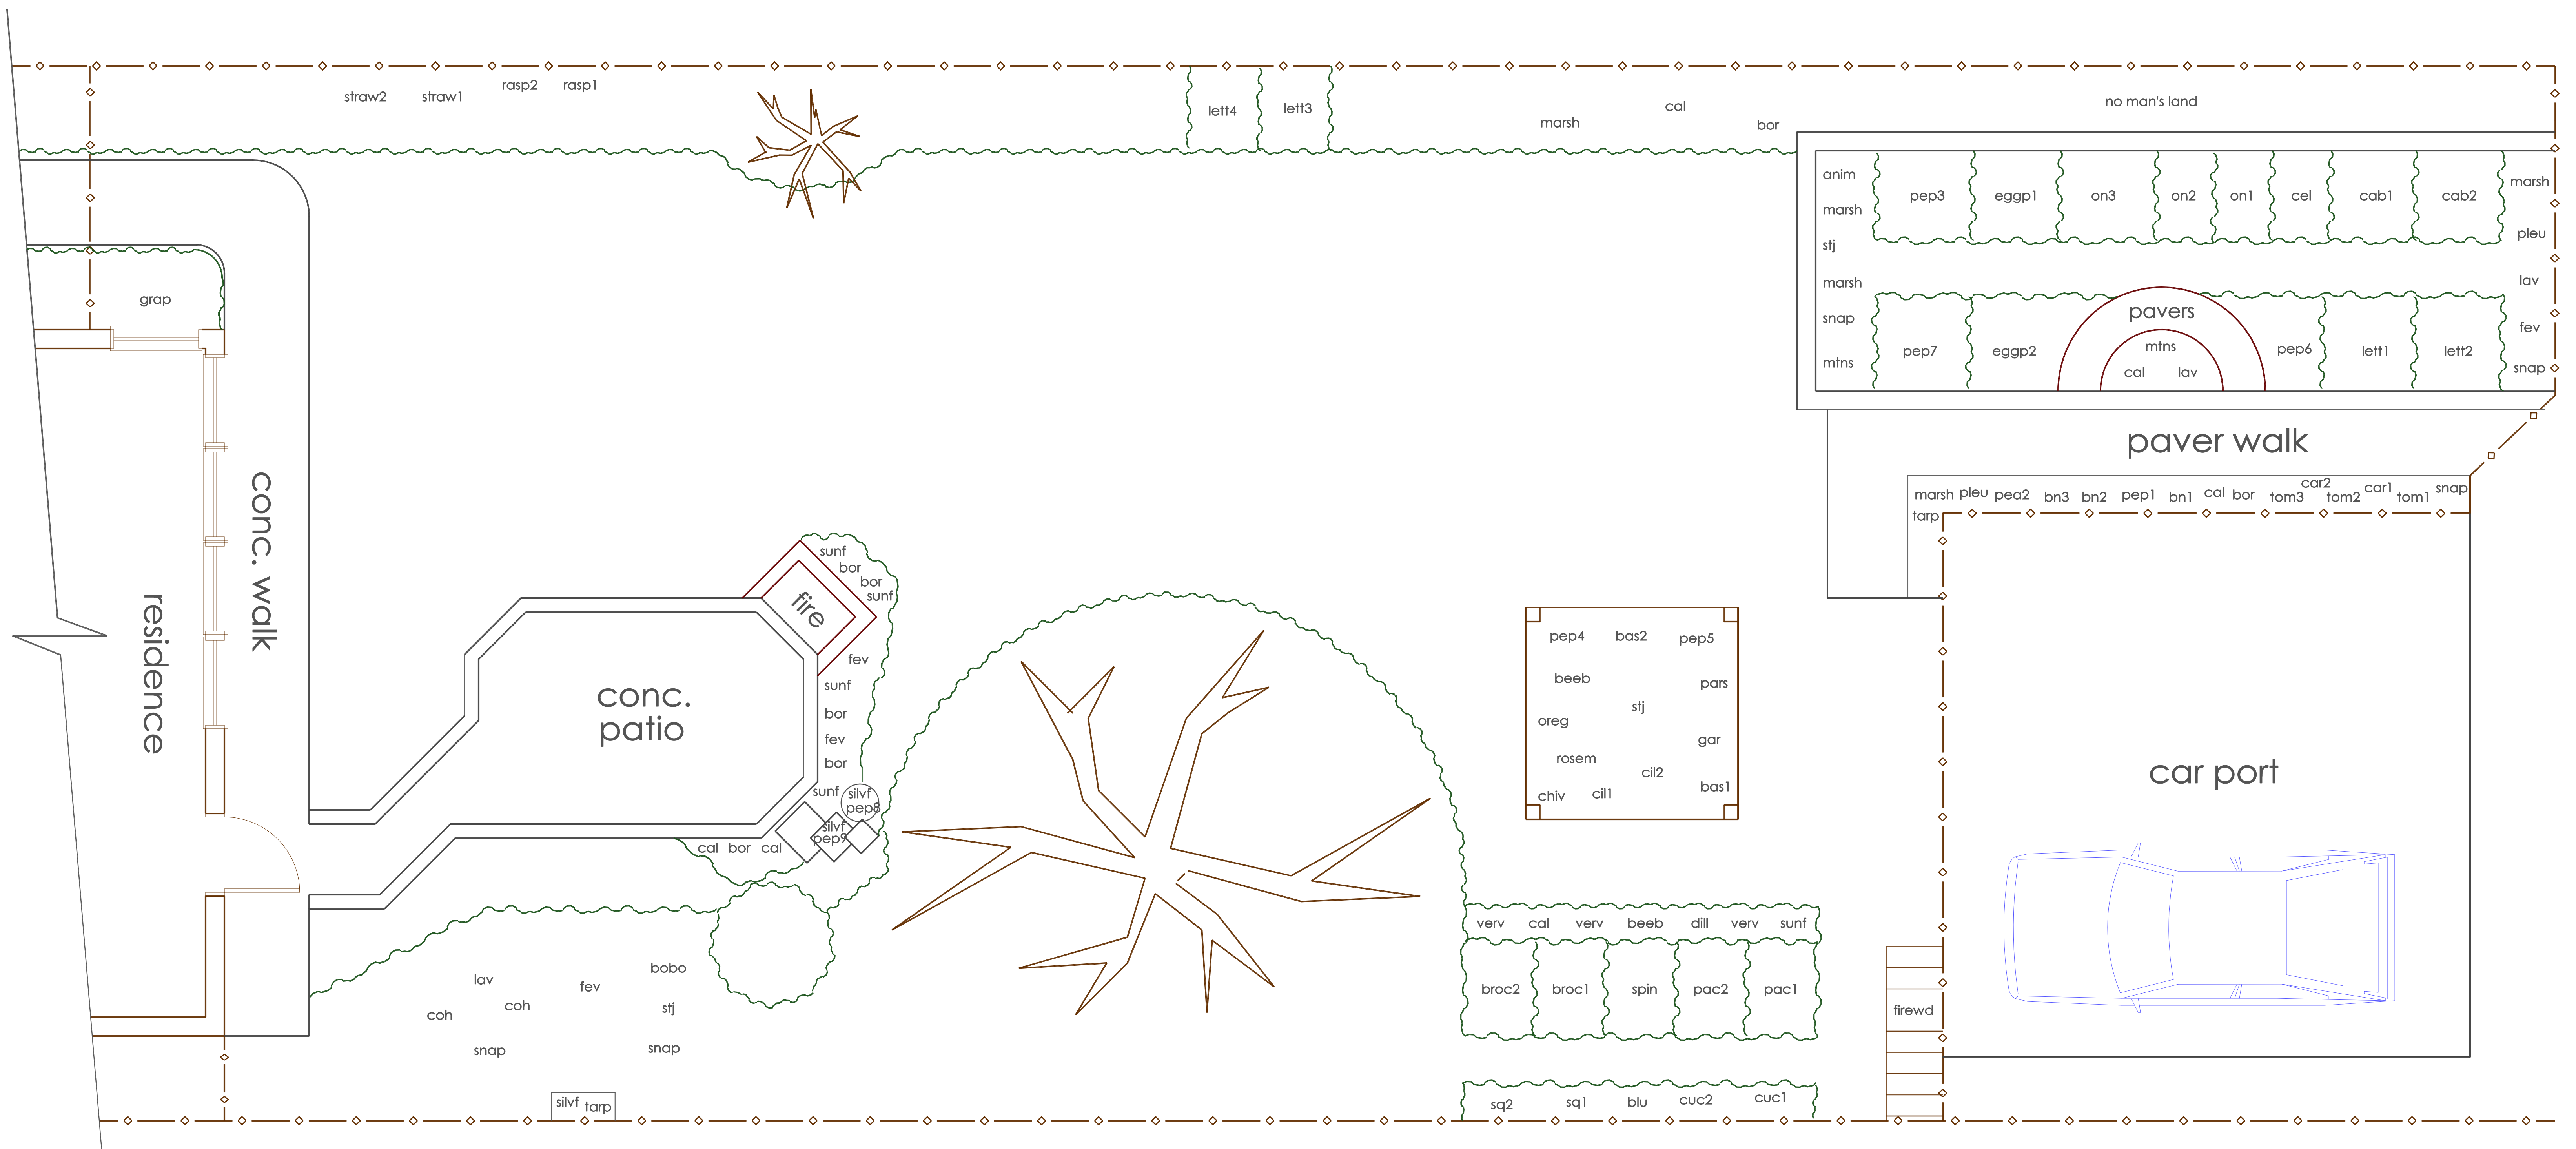 straw2 straw1 rasp2 rasp1
lett4 lett3
marsh cal bor
no man's land
anim
marsh
stj
marsh
snap
mtns
pep3 eggp1 on3 on2 on1 cel cab1 cab2
marsh
pleu
lav
fev
snap
pep7 eggp2
pavers
mtns
cal lav
pep6 lett1 lett2
paver walk
marsh pleu pea2 bn3 bn2 pep1 bn1 cal bor tom3 car2 tom2 car1 tom1 snap
tarp
grap
conc. walk
residence
conc.
patio
fire
sunf
bor
bor
sunf
fev
sunf
bor
fev
bor
sunf
silvf
pep8
silvf
pep9
cal bor cal
pep4 bas2 pep5
beeb pars
stj
oreg
gar
rosem
cil2
chiv cil1 bas1
car port
verv cal verv beeb dill verv sunf
broc2 broc1 spin pac2 pac1
firewd
sq2 sq1 blu cuc2 cuc1
bobo
lav fev
coh coh stj
snap snap
silvf tarp